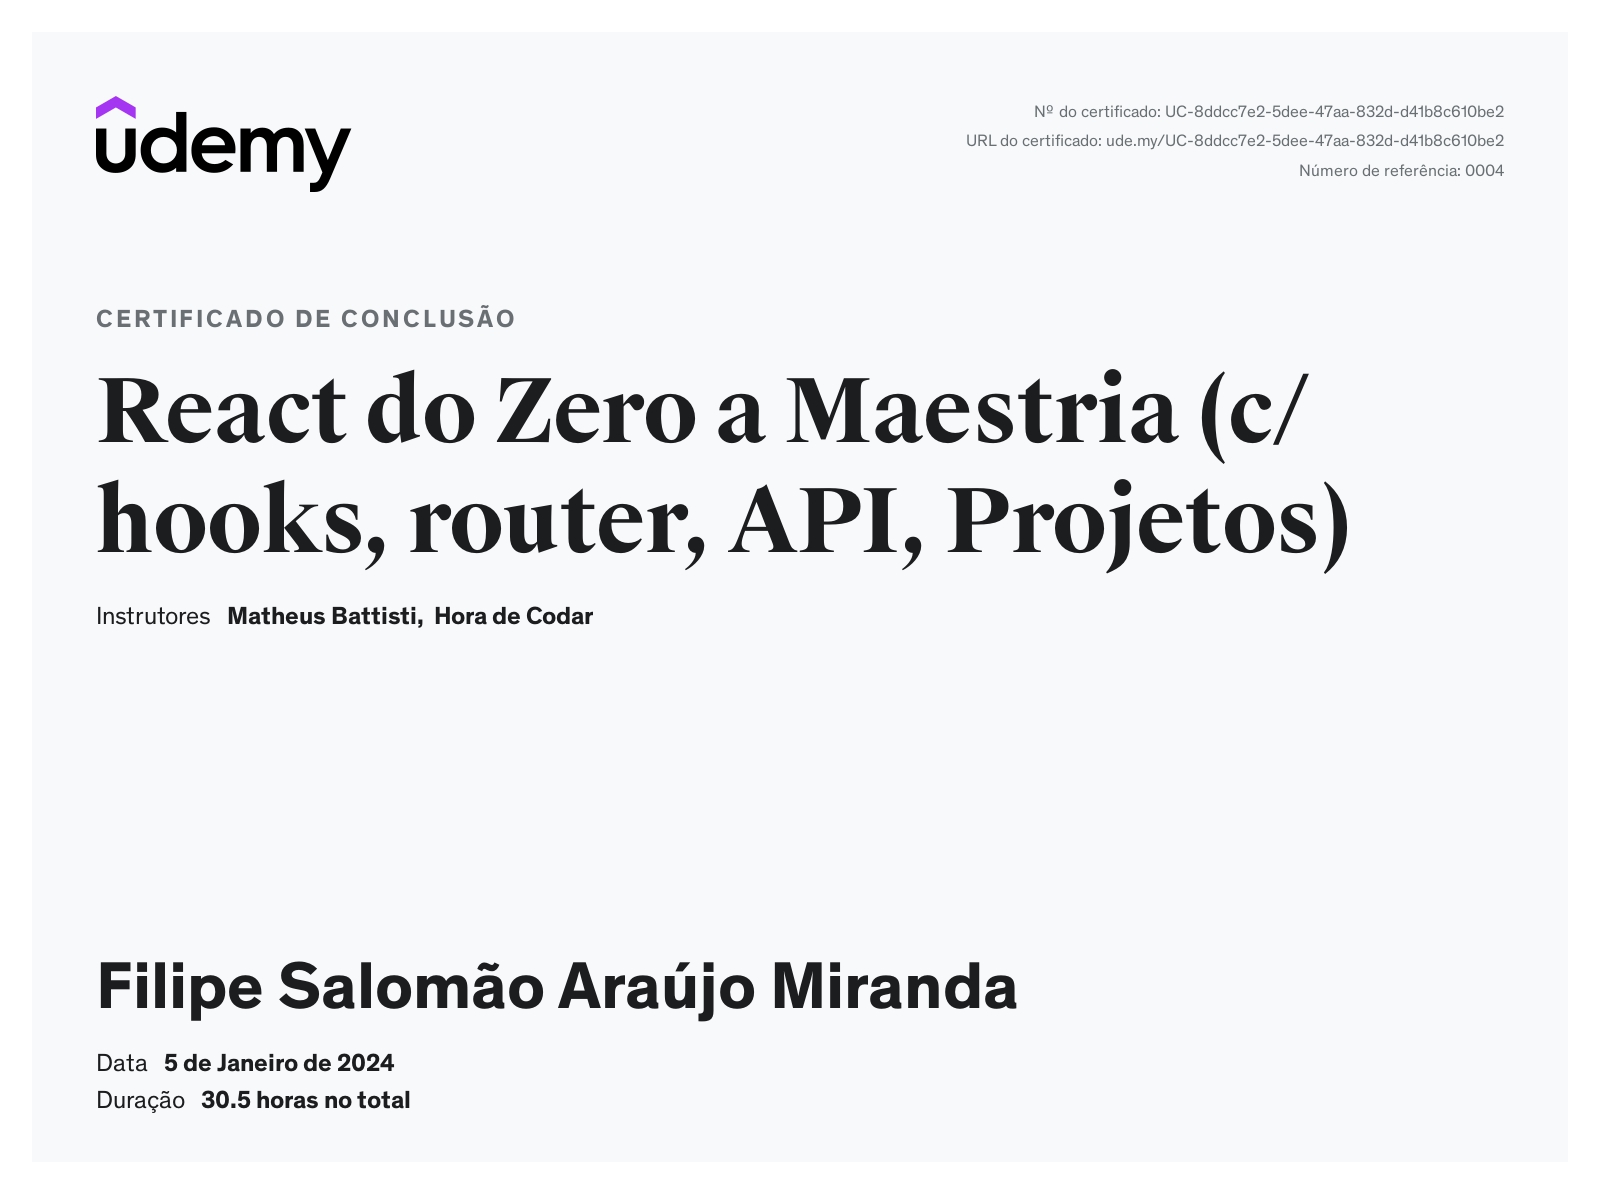 udemy
Nº do certificado: UC-8ddcc7e2-5dee-47aa-832d-d41b8c610be2
URL do certificado: ude.my/UC-8ddcc7e2-5dee-47aa-832d-d41b8c610be2
Número de referência: 0004
CERTIFICADO DE CONCLUSÃO
React do Zero a Maestria (c/
hooks, router, API, Projetos)
Instrutores Matheus Battisti, Hora de Codar
Filipe Salomão Araújo Miranda
Data 5 de Janeiro de 2024
Duração 30.5 horas no total